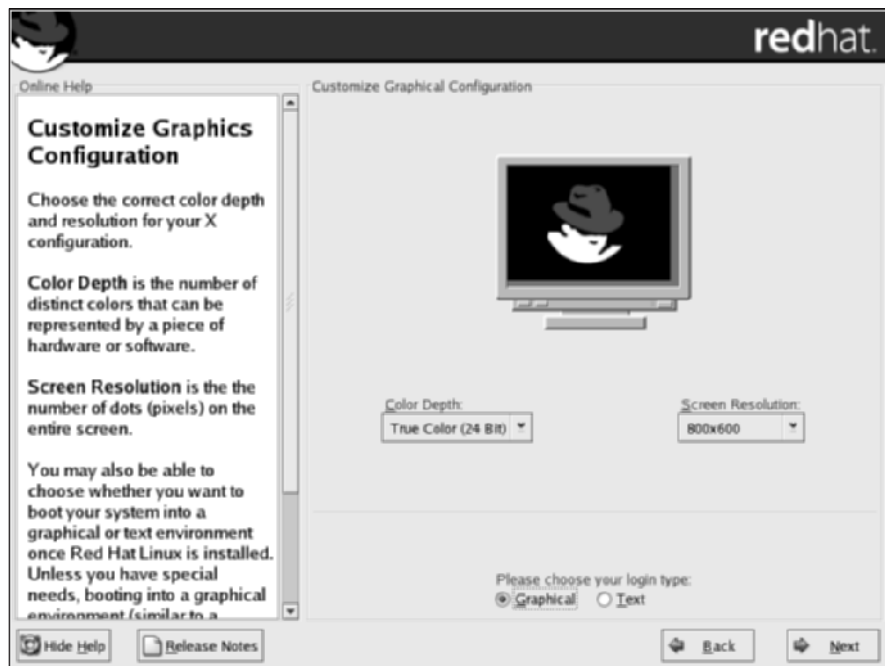 redhat.
Online Help
Customize Graphics
Configuration
Choose the correct color depth
and resolution for your X
configuration.
Color Depth is the number of
distinct colors that can be
represented by a piece of
hardware or software.
Screen Resolution is the the
number of dots (pixels) on the
entire screen.
You may also be able to
choose whether you want to
boot your system into a
graphical or text environment
once Red Hat Linux is installed.
Unless you have special
needs, booting into a graphical
environment (similar to a
Customize Graphical Configuration
Color Depth:
True Color (24 Bit)
Screen Resolution:
800x600
Please choose your login type:
Graphical Text
Hide Help Release Notes Back Next